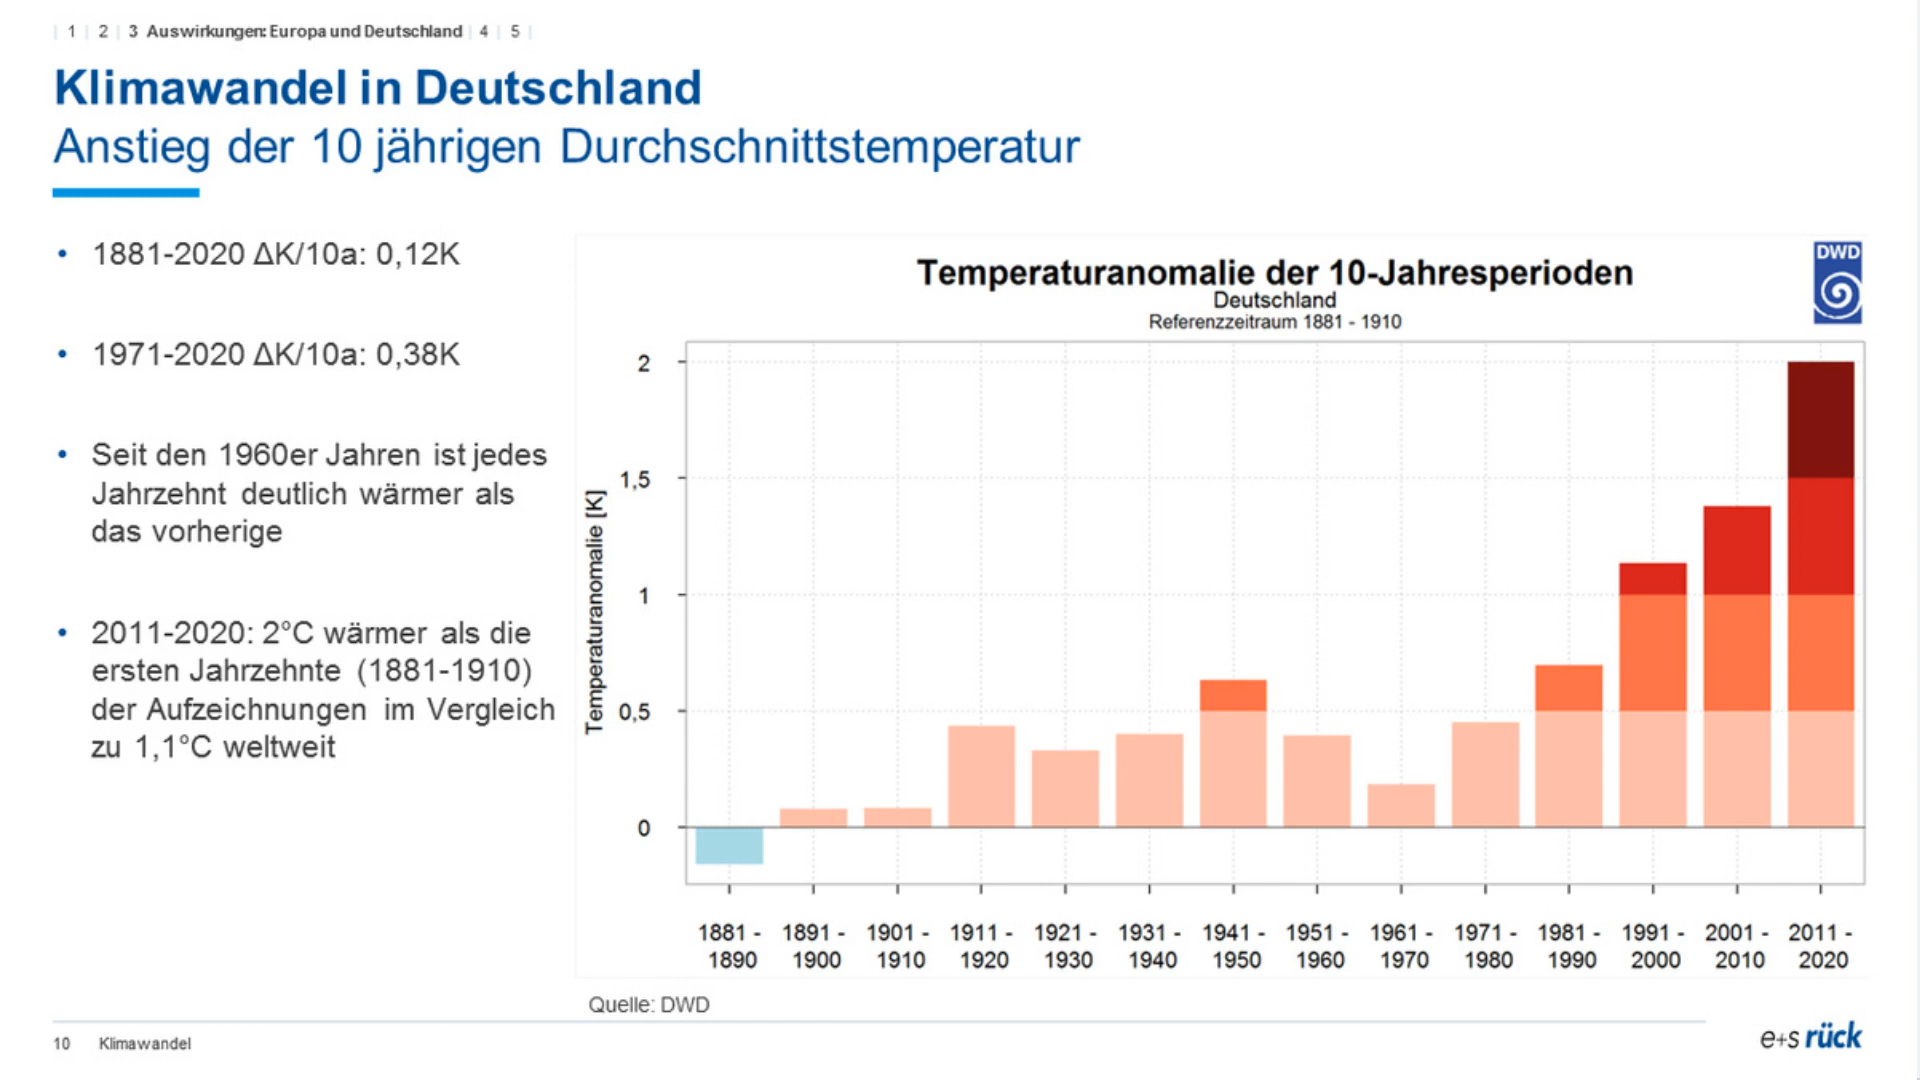 1 | 2 | 3 Auswirkungen: Europa und Deutschland | 4 | 5
Klimawandel in Deutschland
Anstieg der 10 jährigen Durchschnittstemperatur
• 1881-2020 ΔK/10a: 0,12K
• 1971-2020 ΔK/10a: 0,38K
• Seit den 1960er Jahren ist jedes
Jahrzehnt deutlich wärmer als
das vorherige
• 2011-2020: 2°C wärmer als die
ersten Jahrzehnte (1881-1910)
der Aufzeichnungen im Vergleich
zu 1,1°C weltweit
DWD
Temperaturanomalie der 10-Jahresperioden
Deutschland
Referenzzeitraum 1881 - 1910
Temperaturanomalie [K]
2
1,5
1
0,5
0
1881 - 1891 - 1901 - 1911 - 1921 - 1931 - 1941 - 1951 - 1961 - 1971 - 1981 - 1991 - 2001 - 2011 -
1890 1900 1910 1920 1930 1940 1950 1960 1970 1980 1990 2000 2010 2020
Quelle: DWD
10 Klimawandel
e+s rück